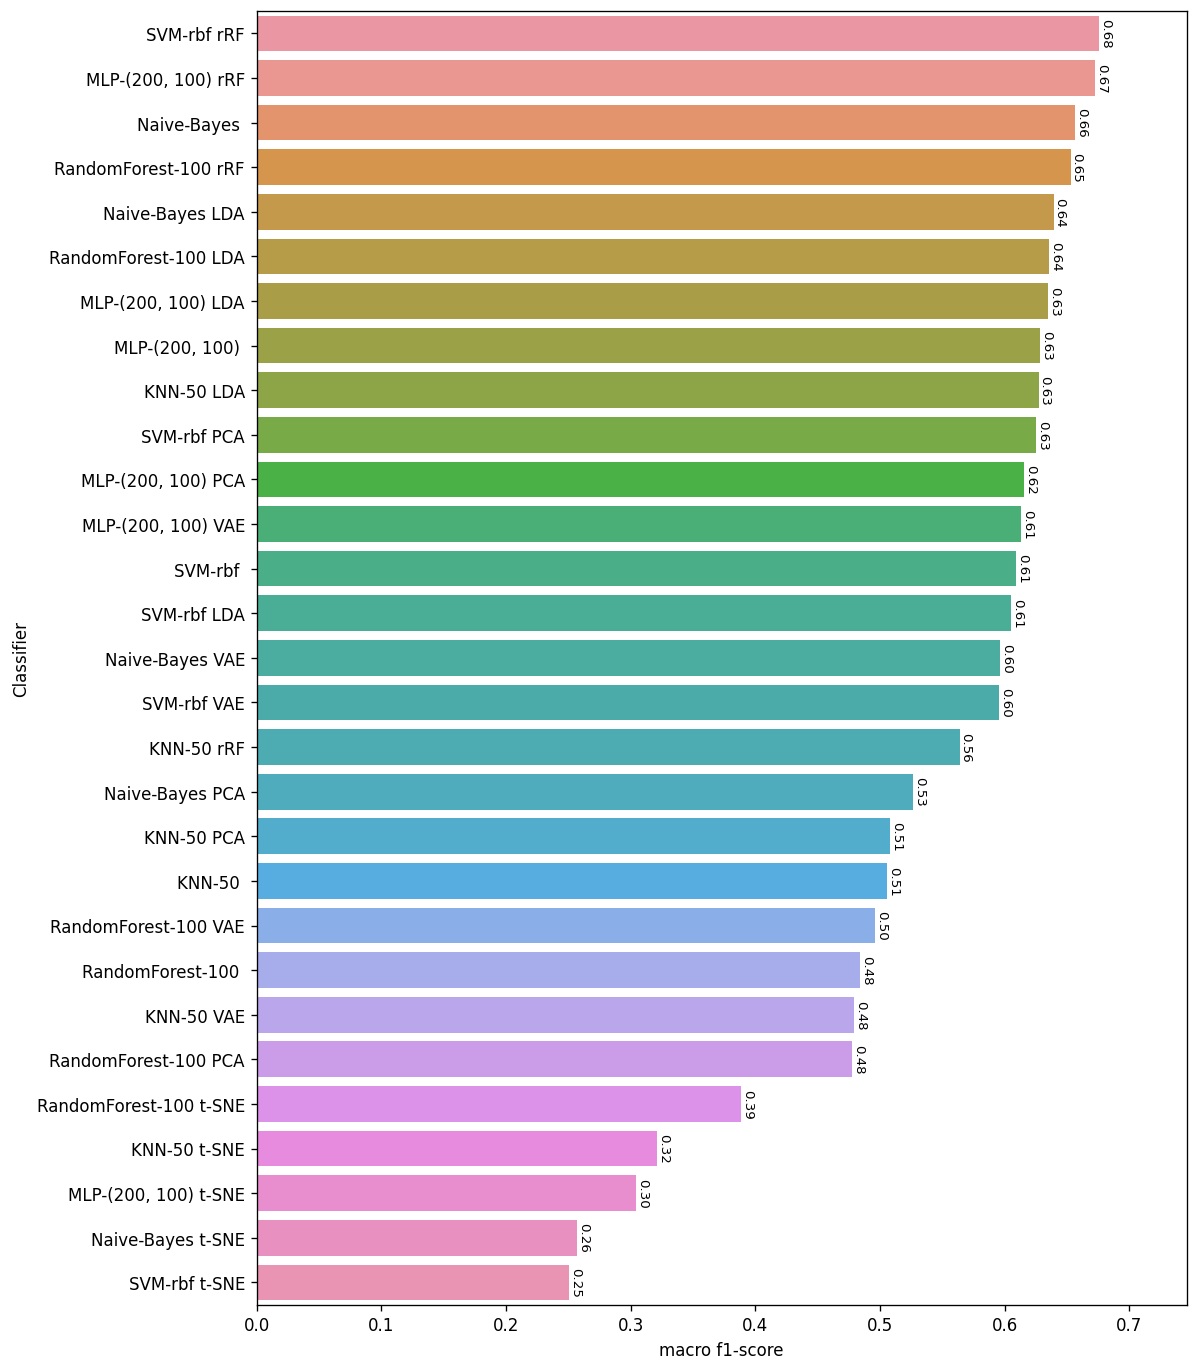 SVM-rbf rRF 0.68
MLP-(200, 100) rRF 0.67
Naive-Bayes 0.66
RandomForest-100 rRF 0.65
Naive-Bayes LDA 0.64
RandomForest-100 LDA 0.64
MLP-(200, 100) LDA 0.63
MLP-(200, 100) 0.63
KNN-50 LDA 0.63
SVM-rbf PCA 0.63
MLP-(200, 100) PCA 0.62
MLP-(200, 100) VAE 0.61
SVM-rbf 0.61
SVM-rbf LDA 0.61
Naive-Bayes VAE 0.60
SVM-rbf VAE 0.60
KNN-50 rRF 0.56
Naive-Bayes PCA 0.53
KNN-50 PCA 0.51
KNN-50 0.51
RandomForest-100 VAE 0.50
RandomForest-100 0.48
KNN-50 VAE 0.48
RandomForest-100 PCA 0.48
RandomForest-100 t-SNE 0.39
KNN-50 t-SNE 0.32
MLP-(200, 100) t-SNE 0.30
Naive-Bayes t-SNE 0.26
SVM-rbf t-SNE 0.25
Classifier
0.0 0.1 0.2 0.3 0.4 0.5 0.6 0.7
macro f1-score